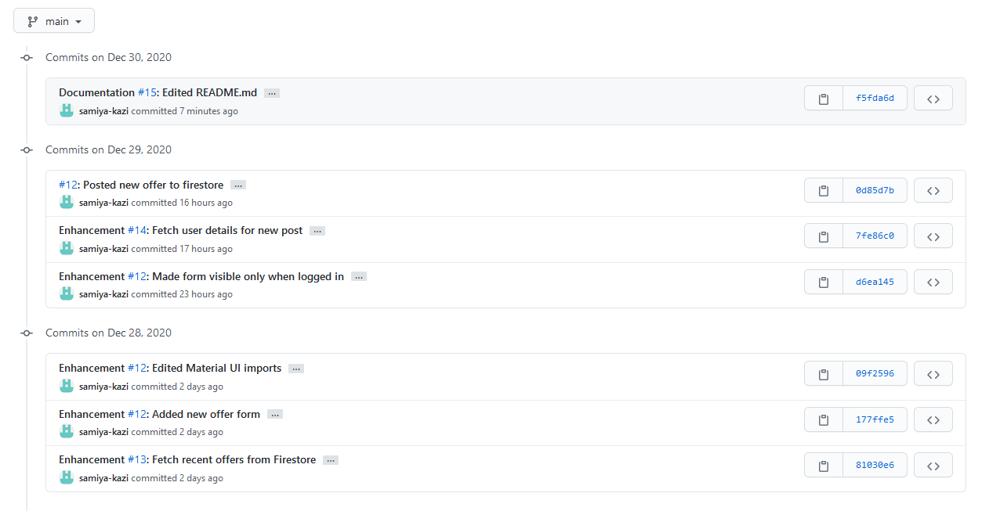 main
Commits on Dec 30, 2020
Documentation #15: Edited README.md ...
f5fda6d
samiya-kazi committed 7 minutes ago
Commits on Dec 29, 2020
#12: Posted new offer to firestore ...
0d85d7b
samiya-kazi committed 16 hours ago
Enhancement #14: Fetch user details for new post ...
7fe86c0
samiya-kazi committed 17 hours ago
Enhancement #12: Made form visible only when logged in ...
d6ea145
samiya-kazi committed 23 hours ago
Commits on Dec 28, 2020
Enhancement #12: Edited Material UI imports ...
09f2596
samiya-kazi committed 2 days ago
Enhancement #12: Added new offer form ...
177ffe5
samiya-kazi committed 2 days ago
Enhancement #13: Fetch recent offers from Firestore ...
81030e6
samiya-kazi committed 2 days ago